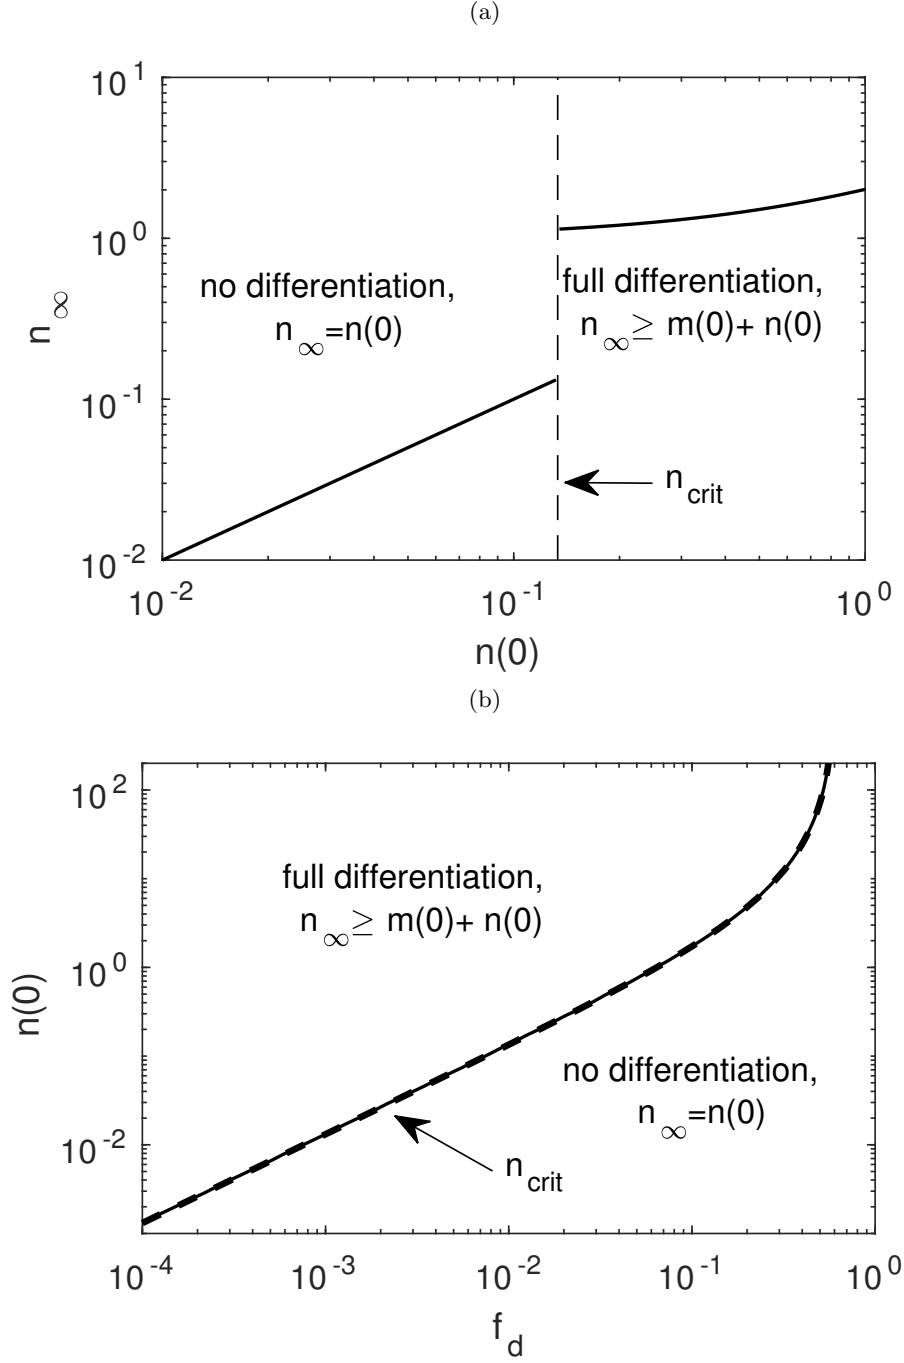 (a)
10^1
10^0
10^-1
10^-2
n_∞
no differentiation,
n_∞=n(0)
full differentiation,
n_∞≥ m(0)+ n(0)
n_crit
10^-2
10^-1
10^0
n(0)
(b)
10^2
10^0
10^-2
n(0)
full differentiation,
n_∞≥ m(0)+ n(0)
no differentiation,
n_∞=n(0)
n_crit
10^-4
10^-3
10^-2
10^-1
10^0
f_d